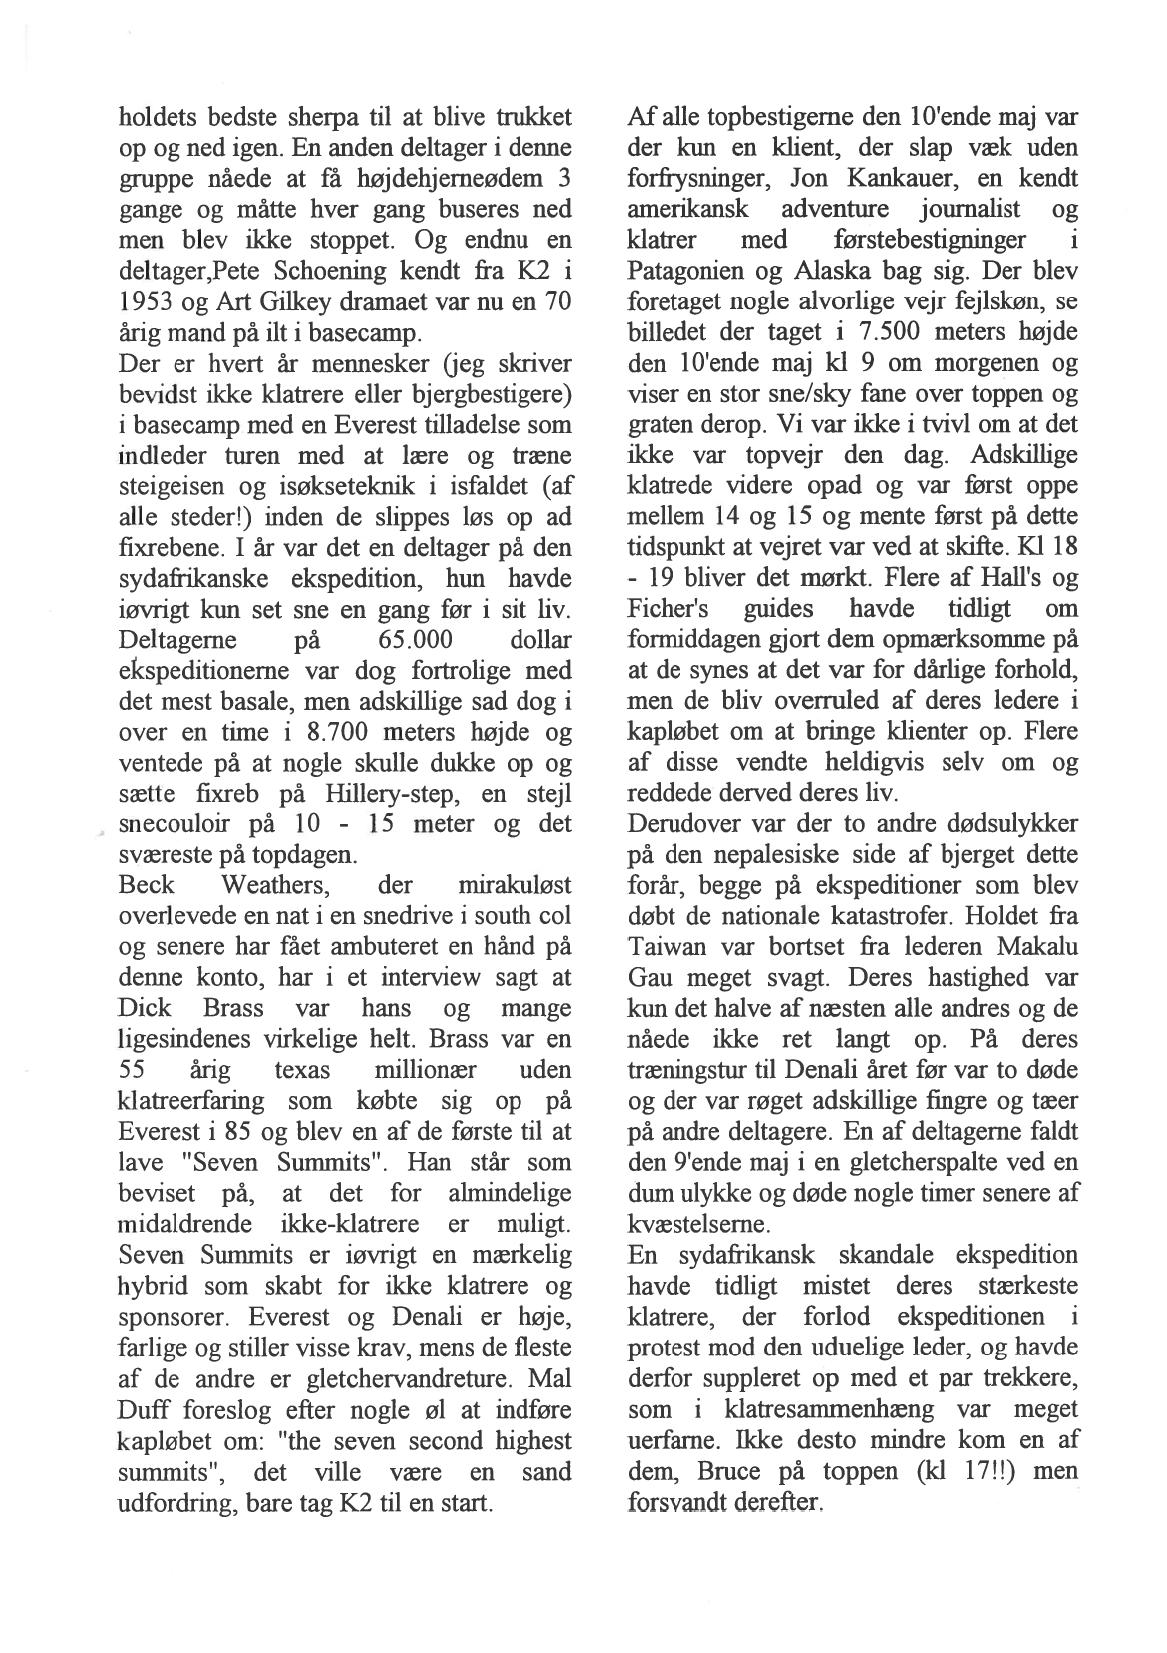 holdets bedste sherpa til at blive trukket
op og ned igen. En anden deltager i denne
gruppe nåede at få højdehjerneødem 3
gange og måtte hver gang buseres ned
men blev ikke stoppet. Og endnu en
deltager,Pete Schoening kendt fra K2 i
1953 og Art Gilkey dramaet var nu en 70
årig mand på ilt i basecamp.
Der er hvert år mennesker (jeg skriver
bevidst ikke klatrere eller bjergbestigere)
i basecamp med en Everest tilladelse som
indleder turen med at lære og træne
steigeisen og isøkseteknik i isfaldet (af
alle steder!) inden de slippes løs op ad
fixrebene. I år var det en deltager på den
sydafrikanske ekspedition, hun havde
iøvrigt kun set sne en gang før i sit liv.
Deltagerne på 65.000 dollar
ekspeditionerne var dog fortrolige med
det mest basale, men adskillige sad dog i
over en time i 8.700 meters højde og
ventede på at nogle skulle dukke op og
sætte fixreb på Hillery-step, en stejl
snecouloir på 10 - 15 meter og det
sværeste på topdagen.
Beck Weathers, der mirakuløst
overlevede en nat i en snedrive i south col
og senere har fået ambuteret en hånd på
denne konto, har i et interview sagt at
Dick Brass var hans og mange
ligesindenes virkelige helt. Brass var en
55 årig texas millionær uden
klatreerfaring som købte sig op på
Everest i 85 og blev en af de første til at
lave "Seven Summits". Han står som
beviset på, at det for almindelige
midaldrende ikke-klatrere er muligt.
Seven Summits er iøvrigt en mærkelig
hybrid som skabt for ikke klatrere og
sponsorer. Everest og Denali er høje,
farlige og stiller visse krav, mens de fleste
af de andre er gletchervandreture. Mal
Duff foreslog efter nogle øl at indføre
kapløbet om: "the seven second highest
summits", det ville være en sand
udfordring, bare tag K2 til en start.
Af alle topbestigerne den 10'ende maj var
der kun en klient, der slap væk uden
forfrysninger, Jon Kankauer, en kendt
amerikansk adventure journalist og
klatrer med førstebestigninger i
Patagonien og Alaska bag sig. Der blev
foretaget nogle alvorlige vejr fejlskøn, se
billedet der taget i 7.500 meters højde
den 10'ende maj kl 9 om morgenen og
viser en stor sne/sky fane over toppen og
graten derop. Vi var ikke i tvivl om at det
ikke var topvejr den dag. Adskillige
klatrede videre opad og var først oppe
mellem 14 og 15 og mente først på dette
tidspunkt at vejret var ved at skifte. Kl 18
- 19 bliver det mørkt. Flere af Hall's og
Ficher's guides havde tidligt om
formiddagen gjort dem opmærksomme på
at de synes at det var for dårlige forhold,
men de bliv overruled af deres ledere i
kapløbet om at bringe klienter op. Flere
af disse vendte heldigvis selv om og
reddede derved deres liv.
Derudover var der to andre dødsulykker
på den nepalesiske side af bjerget dette
forår, begge på ekspeditioner som blev
døbt de nationale katastrofer. Holdet fra
Taiwan var bortset fra lederen Makalu
Gau meget svagt. Deres hastighed var
kun det halve af næsten alle andres og de
nåede ikke ret langt op. På deres
træningstur til Denali året før var to døde
og der var røget adskillige fingre og tæer
på andre deltagere. En af deltagerne faldt
den 9'ende maj i en gletcherspalte ved en
dum ulykke og døde nogle timer senere af
kvæstelserne.
En sydafrikansk skandale ekspedition
havde tidligt mistet deres stærkeste
klatrere, der forlod ekspeditionen i
protest mod den uduelige leder, og havde
derfor suppleret op med et par trekkere,
som i klatresammenhæng var meget
uerfarne. Ikke desto mindre kom en af
dem, Bruce på toppen (kl 17!!) men
forsvandt derefter.